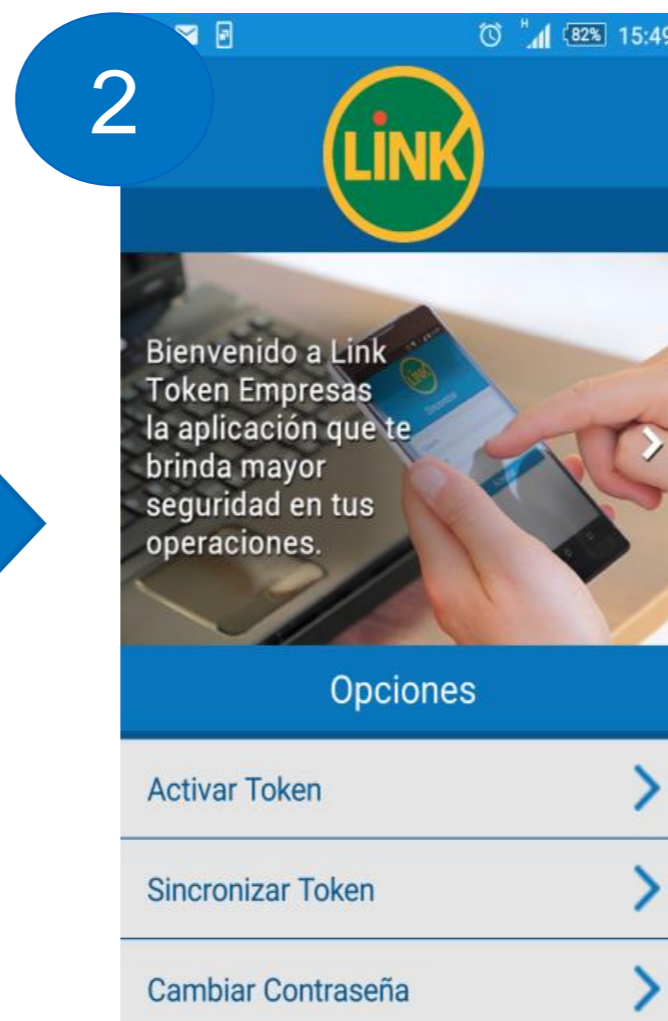 2
82% 15:49
LINK
Bienvenido a Link
Token Empresas
la aplicación que te
brinda mayor
seguridad en tus
operaciones.
Opciones
Activar Token
Sincronizar Token
Cambiar Contraseña